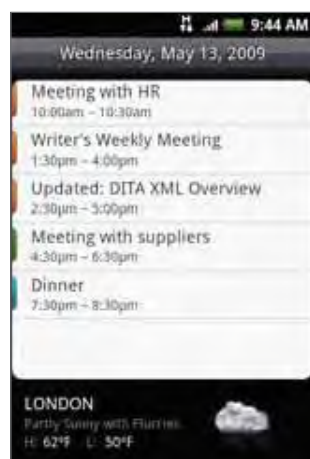 9:44 AM
Wednesday, May 13, 2009
Meeting with HR
10:00am – 10:30am
Writer's Weekly Meeting
1:30pm – 4:00pm
Updated: DITA XML Overview
2:30pm – 5:00pm
Meeting with suppliers
4:30pm – 6:30pm
Dinner
7:30pm – 8:30pm
LONDON
Partly Sunny with Flurries
H: 62°F L: 50°F